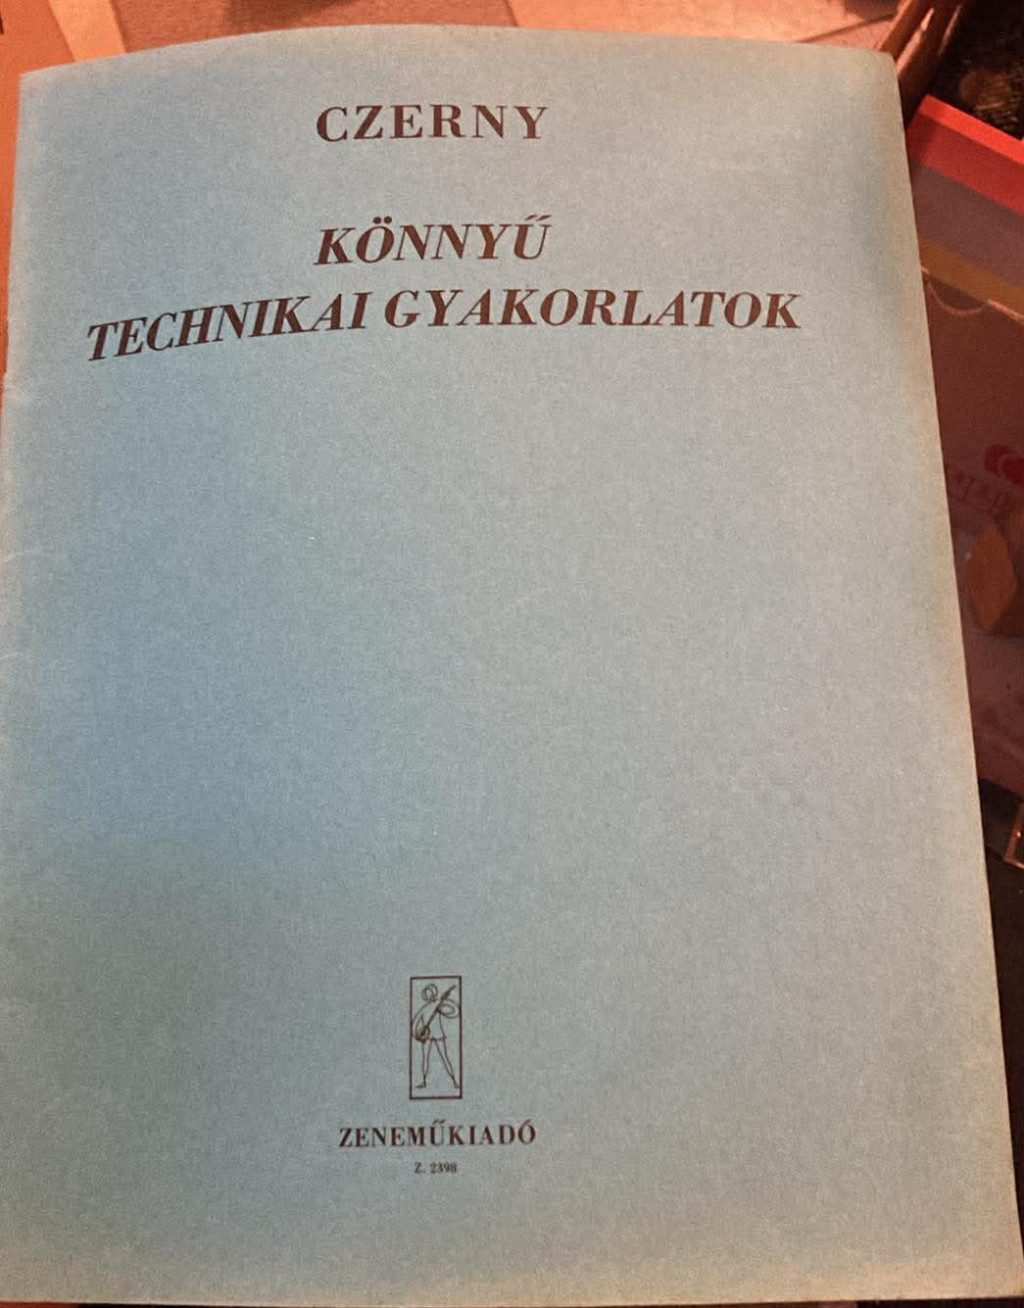 CZERNY
KÖNNYŰ
TECHNIKAI GYAKORLATOK
ZENEMŰKIADÓ
Z. 2398